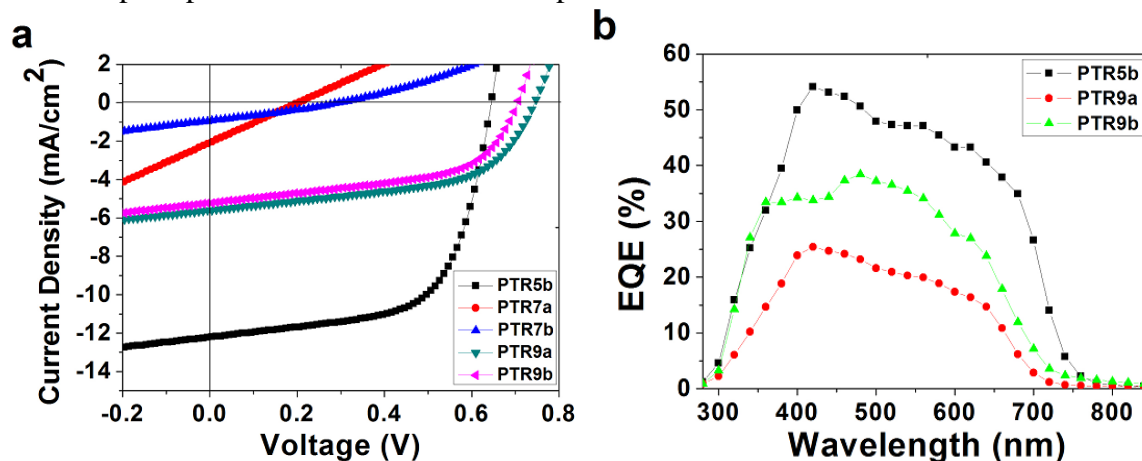 a
Current Density (mA/cm²)
2
0
-2
-4
-6
-8
-10
-12
-14
PTR5b
PTR7a
PTR7b
PTR9a
PTR9b
-0.2 0.0 0.2 0.4 0.6 0.8
Voltage (V)
b
EQE (%)
60
50
40
30
20
10
0
PTR5b
PTR9a
PTR9b
300 400 500 600 700 800
Wavelength (nm)